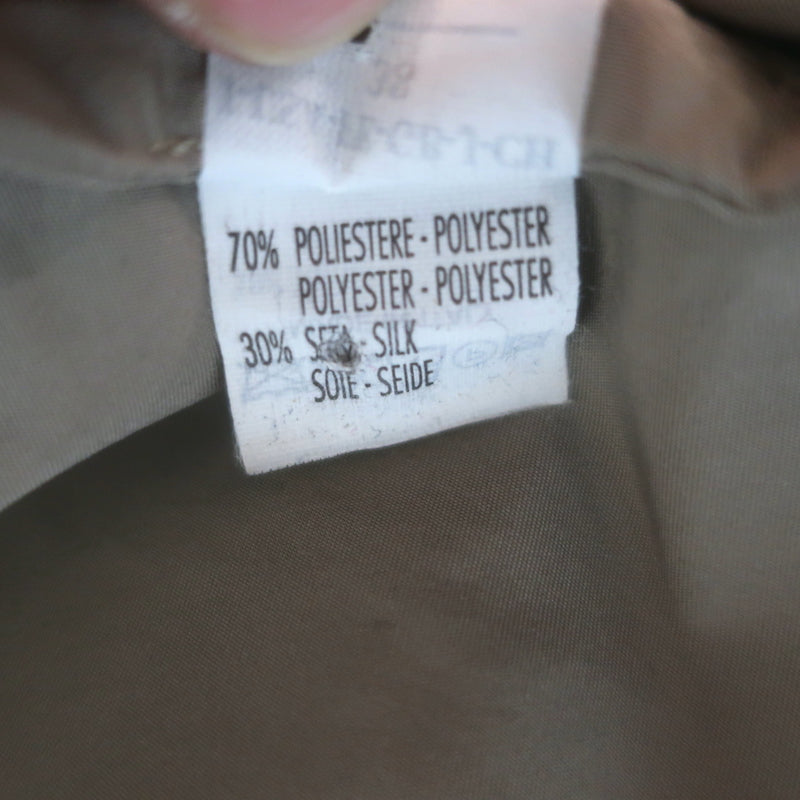 70% POLIESTERE - POLYESTER
POLYESTER - POLYESTER
30% SETA - SILK
SOIE - SEIDE